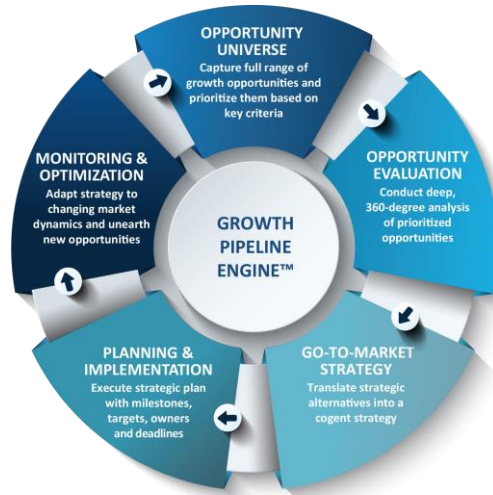 OPPORTUNITY
UNIVERSE
Capture full range of
growth opportunities and
prioritize them based on
key criteria
OPPORTUNITY
EVALUATION
Conduct deep,
360-degree analysis
of prioritized
opportunities
GO-TO-MARKET
STRATEGY
Translate strategic
alternatives into a
cogent strategy
PLANNING &
IMPLEMENTATION
Execute strategic plan
with milestones,
targets, owners
and deadlines
MONITORING &
OPTIMIZATION
Adapt strategy to
changing market
dynamics and unearth
new opportunities
GROWTH
PIPELINE
ENGINE™